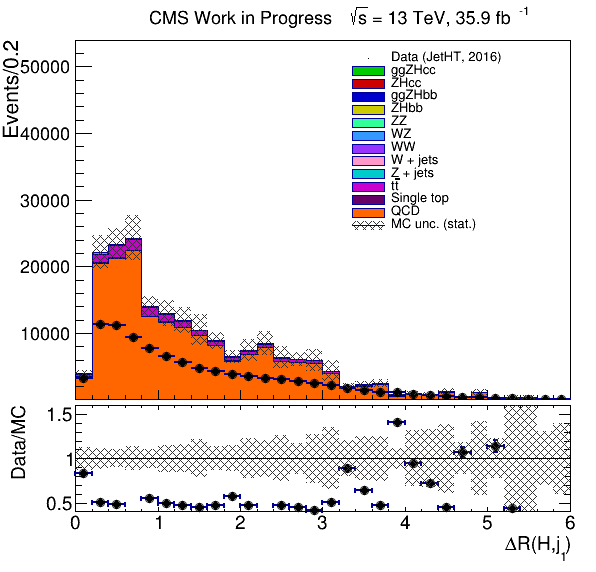 CMS Work in Progress √s = 13 TeV, 35.9 fb⁻¹
Events/0.2
50000
40000
30000
20000
10000
Data (JetHT, 2016)
ggZHcc
ZHcc
ggZHbb
ZHbb
ZZ
WZ
WW
W + jets
Z + jets
tt̄
Single top
QCD
MC unc. (stat.)
Data/MC
1.5
1
0.5
0 1 2 3 4 5 6
ΔR(H,j₁)